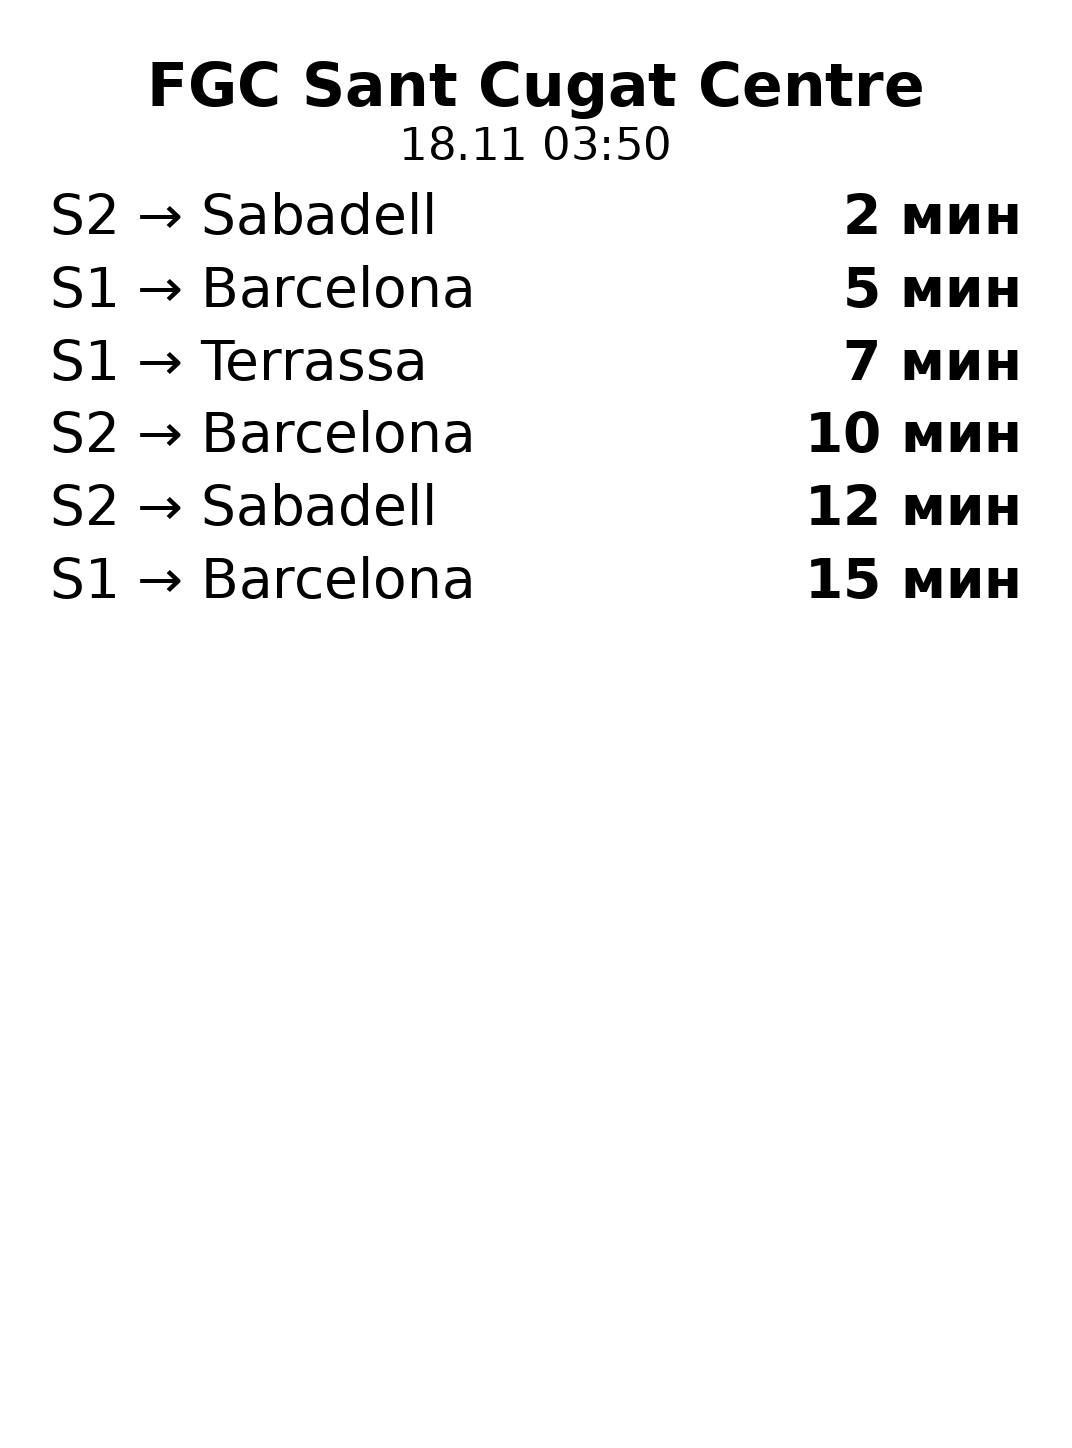 FGC Sant Cugat Centre
18.11 03:50
S2 → Sabadell 2 мин
S1 → Barcelona 5 мин
S1 → Terrassa 7 мин
S2 → Barcelona 10 мин
S2 → Sabadell 12 мин
S1 → Barcelona 15 мин